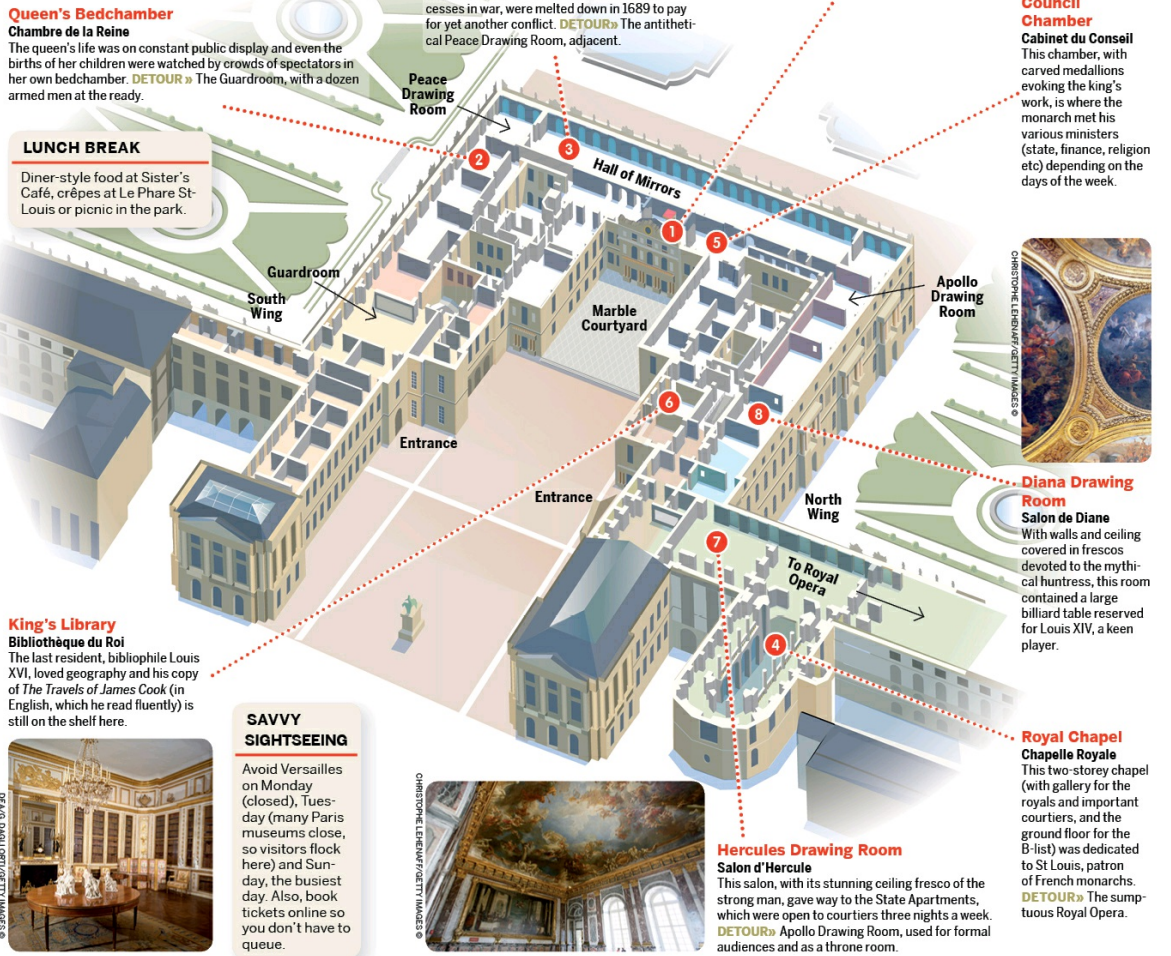 Queen's Bedchamber
Chambre de la Reine
The queen's life was on constant public display and even the
births of her children were watched by crowds of spectators in
her own bedchamber. DETOUR» The Guardroom, with a dozen
armed men at the ready.
cesses in war, were melted down in 1689 to pay
for yet another conflict. DETOUR» The antitheti-
cal Peace Drawing Room, adjacent.
Council
Chamber
Cabinet du Conseil
This chamber, with
carved medallions
evoking the king's
work, is where the
monarch met his
various ministers
(state, finance, religion
etc) depending on the
days of the week.
LUNCH BREAK
Diner-style food at Sister's
Café, crêpes at Le Phare St-
Louis or picnic in the park.
Peace
Drawing
Room
2
3
Hall of Mirrors
1
5
Guardroom
South
Wing
Marble
Courtyard
Apollo
Drawing
Room
CHRISTOPHE LEHENAFF/GETTY IMAGES ©
6
8
Entrance
Entrance
North
Wing
7
To Royal
Opera
4
Diana Drawing
Room
Salon de Diane
With walls and ceiling
covered in frescos
devoted to the mythi-
cal huntress, this room
contained a large
billiard table reserved
for Louis XIV, a keen
player.
King's Library
Bibliothèque du Roi
The last resident, bibliophile Louis
XVI, loved geography and his copy
of The Travels of James Cook (in
English, which he read fluently) is
still on the shelf here.
DEA/G. DAGLI ORTI/GETTY IMAGES ©
SAVVY
SIGHTSEEING
Avoid Versailles
on Monday
(closed), Tues-
day (many Paris
museums close,
so visitors flock
here) and Sun-
day, the busiest
day. Also, book
tickets online so
you don't have to
queue.
CHRISTOPHE LEHENAFF/GETTY IMAGES ©
Hercules Drawing Room
Salon d'Hercule
This salon, with its stunning ceiling fresco of the
strong man, gave way to the State Apartments,
which were open to courtiers three nights a week.
DETOUR» Apollo Drawing Room, used for formal
audiences and as a throne room.
Royal Chapel
Chapelle Royale
This two-storey chapel
(with gallery for the
royals and important
courtiers, and the
ground floor for the
B-list) was dedicated
to St Louis, patron
of French monarchs.
DETOUR» The sump-
tuous Royal Opera.